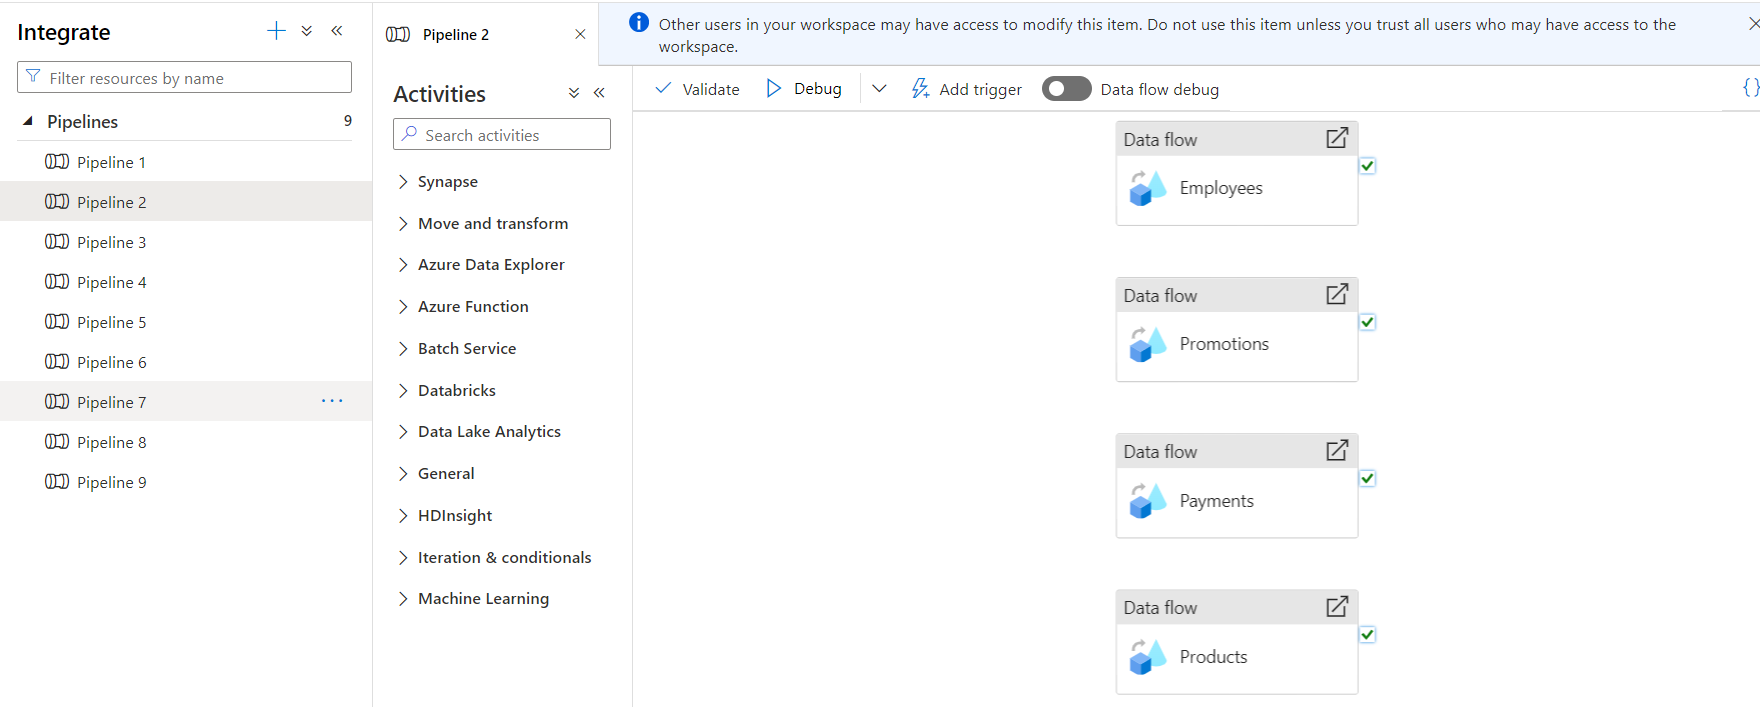 Integrate
Filter resources by name
Pipelines 9
Pipeline 1
Pipeline 2
Pipeline 3
Pipeline 4
Pipeline 5
Pipeline 6
Pipeline 7
Pipeline 8
Pipeline 9
Pipeline 2
Activities
Search activities
Synapse
Move and transform
Azure Data Explorer
Azure Function
Batch Service
Databricks
Data Lake Analytics
General
HDInsight
Iteration & conditionals
Machine Learning
Other users in your workspace may have access to modify this item. Do not use this item unless you trust all users who may have access to the
workspace.
Validate Debug Add trigger Data flow debug {}
Data flow
Employees
Data flow
Promotions
Data flow
Payments
Data flow
Products